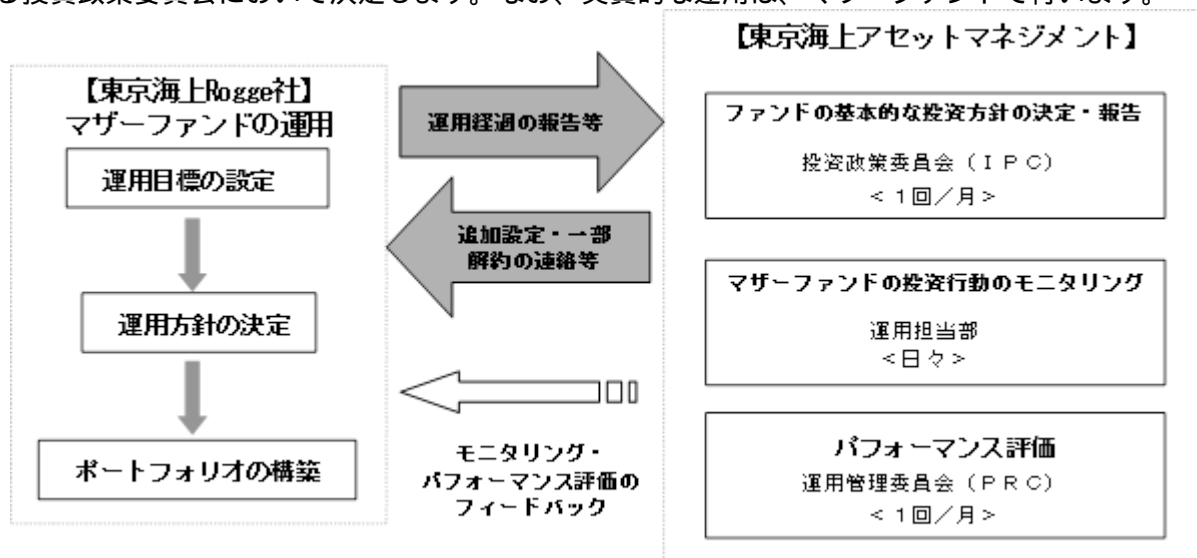 る投資政策委員会において決定します。なお、実質的な運用は、マザーファンドで行います。
【東京海上Rogge社】
マザーファンドの運用
運用目標の設定
運用方針の決定
ポートフォリオの構築
運用経過の報告等
追加設定・一部
解約の連絡等
モニタリング・
パフォーマンス評価の
フィードバック
【東京海上アセットマネジメント】
ファンドの基本的な投資方針の決定・報告
投資政策委員会（ＩＰＣ）
＜１回／月＞
マザーファンドの投資行動のモニタリング
運用担当部
＜日々＞
パフォーマンス評価
運用管理委員会（ＰＲＣ）
＜１回／月＞